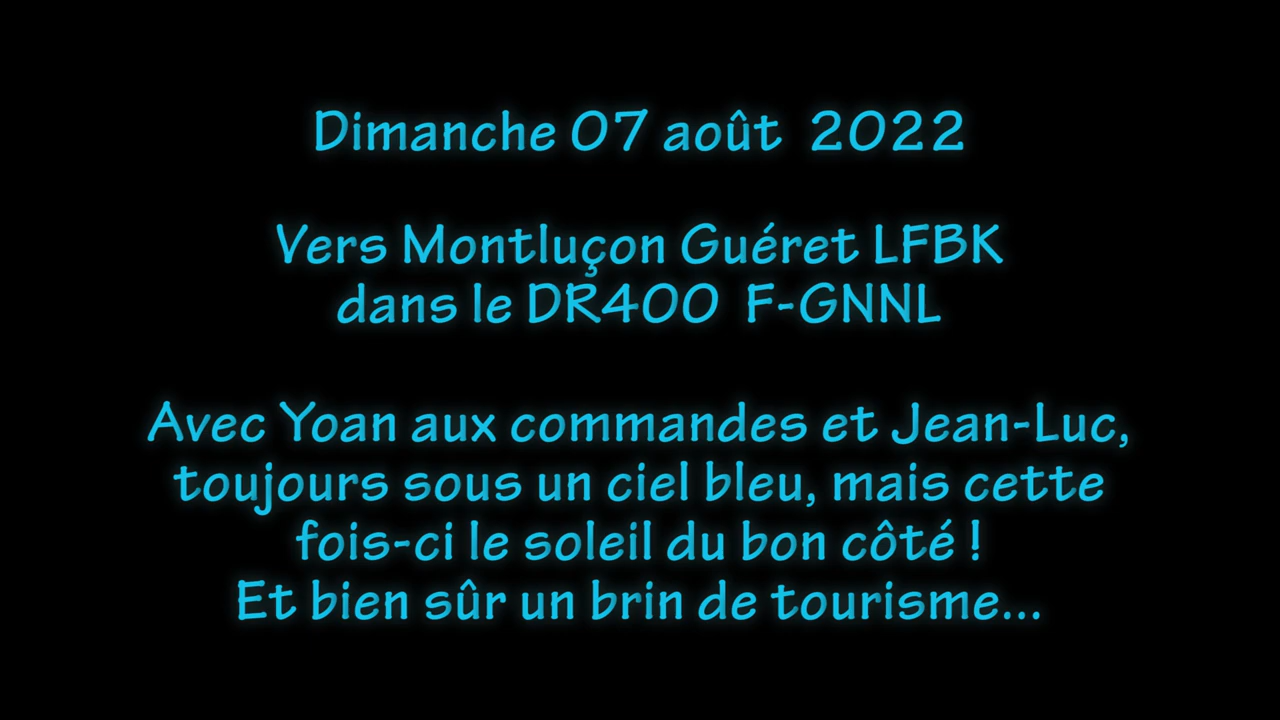 Dimanche 07 août 2022
Vers Montluçon Guéret LFBK
dans le DR400 F-GNNL
Avec Yoan aux commandes et Jean-Luc,
toujours sous un ciel bleu, mais cette
fois-ci le soleil du bon côté !
Et bien sûr un brin de tourisme...